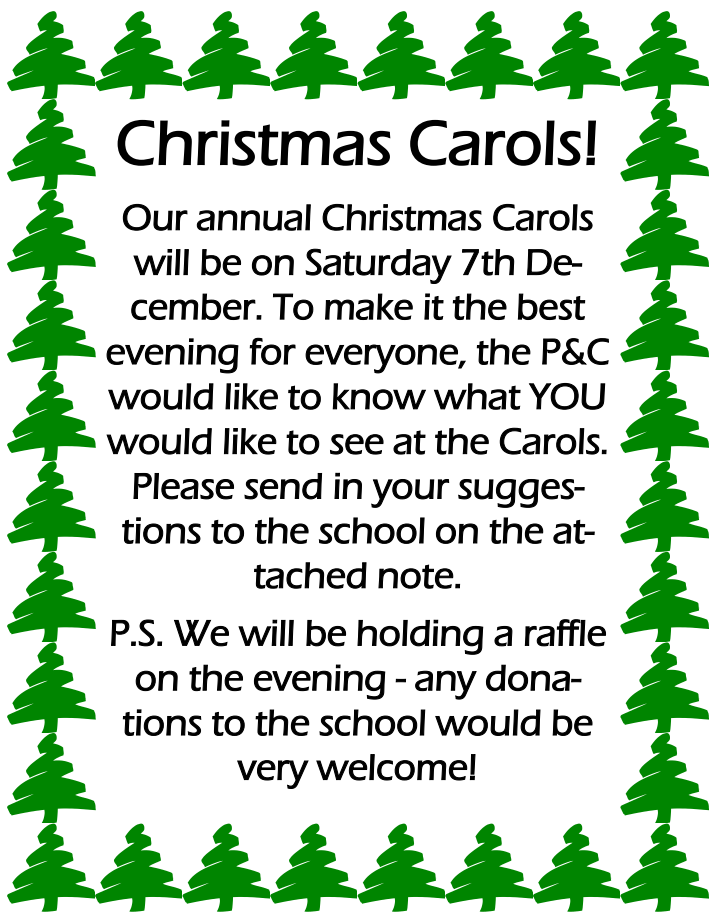 Christmas Carols!
Our annual Christmas Carols
will be on Saturday 7th De-
cember. To make it the best
evening for everyone, the P&C
would like to know what YOU
would like to see at the Carols.
Please send in your sugges-
tions to the school on the at-
tached note.
P.S. We will be holding a raffle
on the evening - any dona-
tions to the school would be
very welcome!